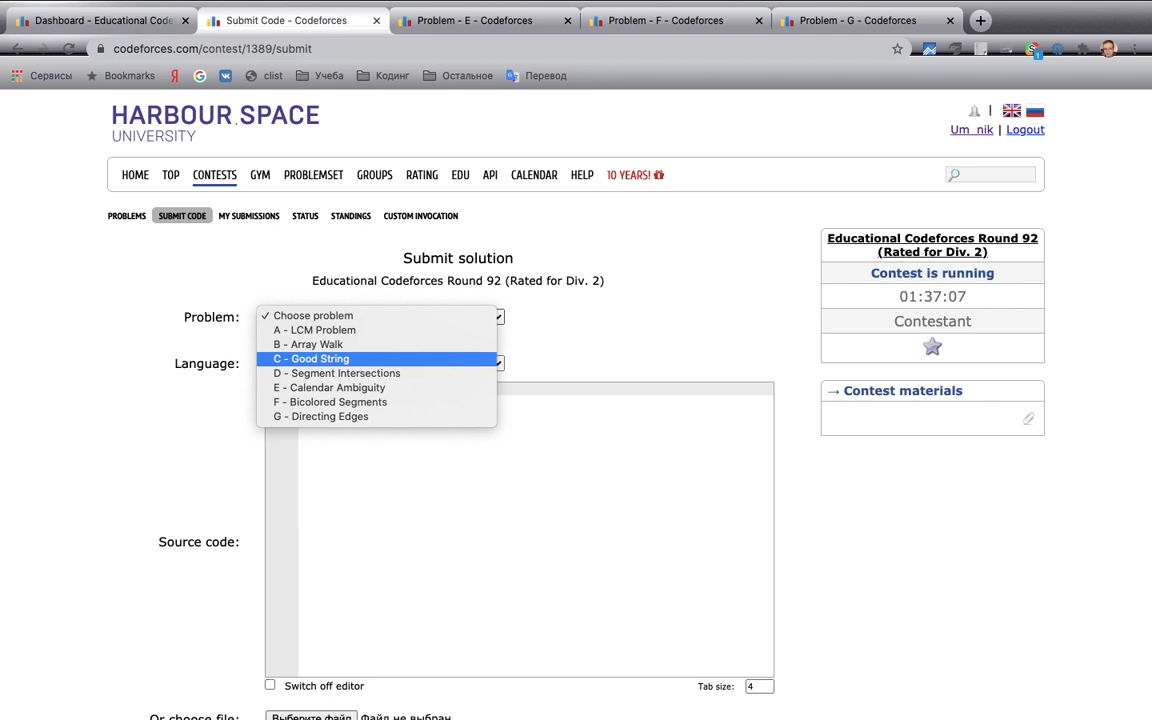 Dashboard - Educational Code
Submit Code - Codeforces
Problem - E - Codeforces
Problem - F - Codeforces
Problem - G - Codeforces
codeforces.com/contest/1389/submit
Сервисы
Bookmarks
clist
Учеба
Кодинг
Остальное
Перевод
HARBOUR.SPACE
UNIVERSITY
Um_nik | Logout
HOME TOP CONTESTS GYM PROBLEMSET GROUPS RATING EDU API CALENDAR HELP 10 YEARS!
PROBLEMS SUBMIT CODE MY SUBMISSIONS STATUS STANDINGS CUSTOM INVOCATION
Submit solution
Educational Codeforces Round 92 (Rated for Div. 2)
Problem:
✓ Choose problem
A - LCM Problem
B - Array Walk
C - Good String
D - Segment Intersections
E - Calendar Ambiguity
F - Bicolored Segments
G - Directing Edges
Language:
Source code:
Switch off editor
Tab size: 4
Or choose file: Выберите файл Файл не выбран
Educational Codeforces Round 92
(Rated for Div. 2)
Contest is running
01:37:07
Contestant
→ Contest materials